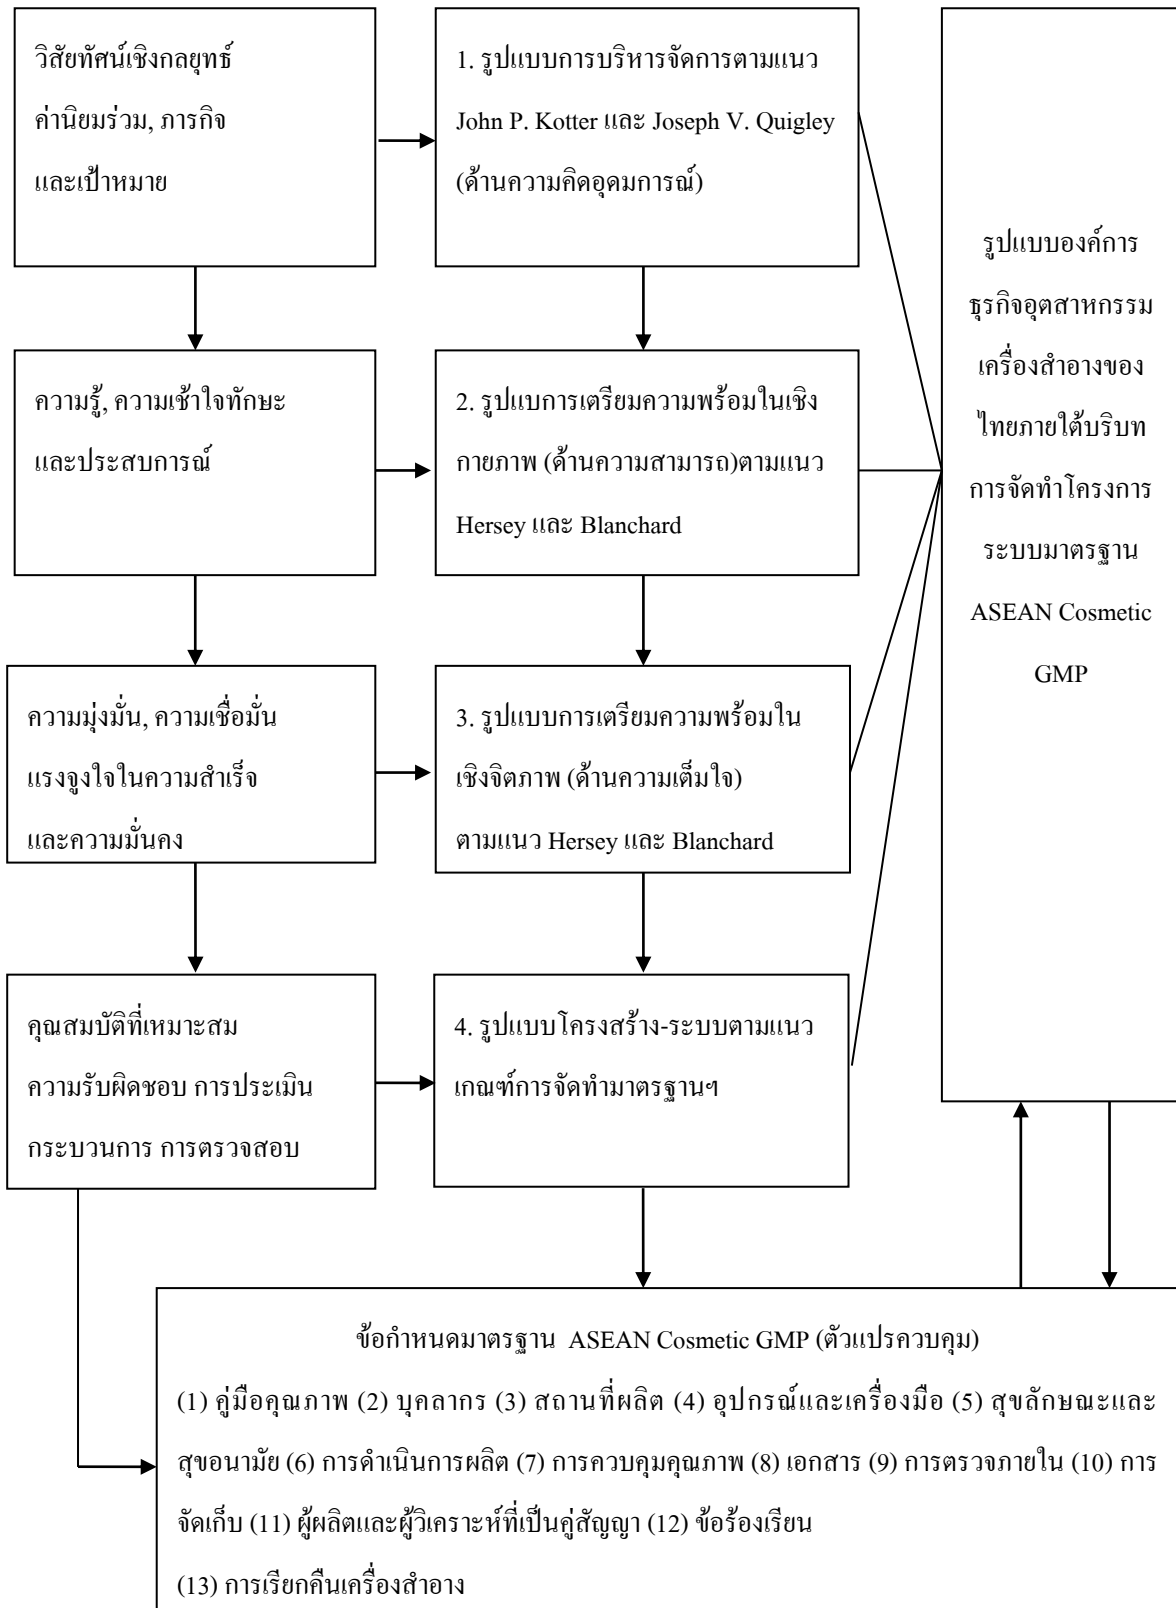 วิสัยทัศน์เชิงกลยุทธ์
ค่านิยมร่วม, ภารกิจ
และเป้าหมาย
1. รูปแบบการบริหารจัดการตามแนว
John P. Kotter และ Joseph V. Quigley
(ด้านความคิดอุดมการณ์)
ความรู้, ความเช้าใจทักษะ
และประสบการณ์
2. รูปแบการเตรียมความพร้อมในเชิง
กายภาพ (ด้านความสามารถ)ตามแนว
Hersey และ Blanchard
ความมุ่งมั่น, ความเชื่อมั่น
แรงจูงใจในความสำเร็จ
และความมั่นคง
3. รูปแบบการเตรียมความพร้อมใน
เชิงจิตภาพ (ด้านความเต็มใจ)
ตามแนว Hersey และ Blanchard
คุณสมบัติที่เหมาะสม
ความรับผิดชอบ การประเมิน
กระบวนการ การตรวจสอบ
4. รูปแบบโครงสร้าง-ระบบตามแนว
เกณฑ์การจัดทำมาตรฐานฯ
รูปแบบองค์การ
ธุรกิจอุตสาหกรรม
เครื่องสำอางของ
ไทยภายใต้บริบท
การจัดทำโครงการ
ระบบมาตรฐาน
ASEAN Cosmetic
GMP
ข้อกำหนดมาตรฐาน ASEAN Cosmetic GMP (ตัวแปรควบคุม)
(1) คู่มือคุณภาพ (2) บุคลากร (3) สถานที่ผลิต (4) อุปกรณ์และเครื่องมือ (5) สุขลักษณะและ
สุขอนามัย (6) การดำเนินการผลิต (7) การควบคุมคุณภาพ (8) เอกสาร (9) การตรวจภายใน (10) การ
จัดเก็บ (11) ผู้ผลิตและผู้วิเคราะห์ที่เป็นคู่สัญญา (12) ข้อร้องเรียน
(13) การเรียกคืนเครื่องสำอาง